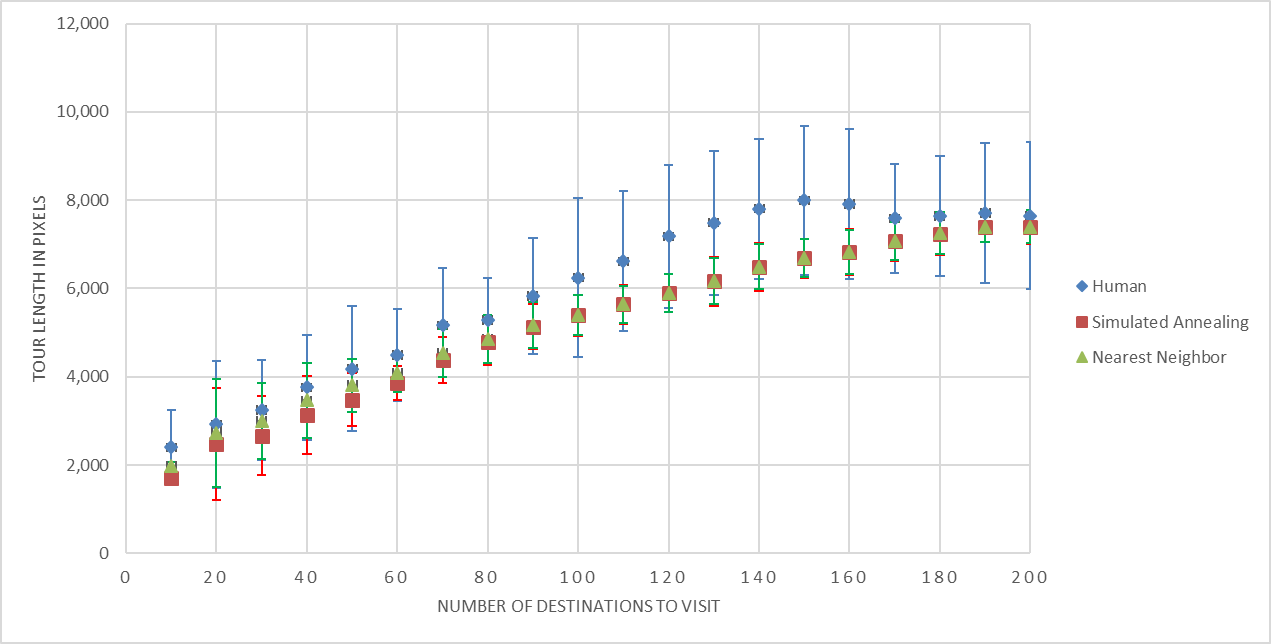 12,000
10,000
8,000
6,000
4,000
2,000
0
TOUR LENGTH IN PIXELS
0 20 40 60 80 100 120 140 160 180 200
NUMBER OF DESTINATIONS TO VISIT
Human
Simulated Annealing
Nearest Neighbor